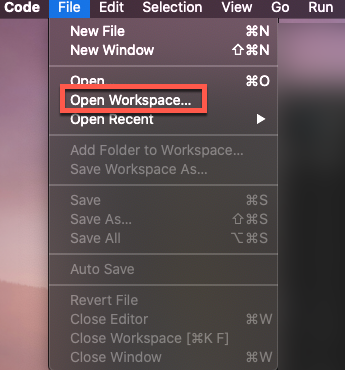 Code File Edit Selection View Go Run
New File ⌘N
New Window ⇧⌘N
Open... ⌘O
Open Workspace...
Open Recent ▶
Add Folder to Workspace...
Save Workspace As...
Save ⌘S
Save As... ⇧⌘S
Save All ⌥⌘S
Auto Save
Revert File
Close Editor ⌘W
Close Workspace [⌘K F]
Close Window ⌘W